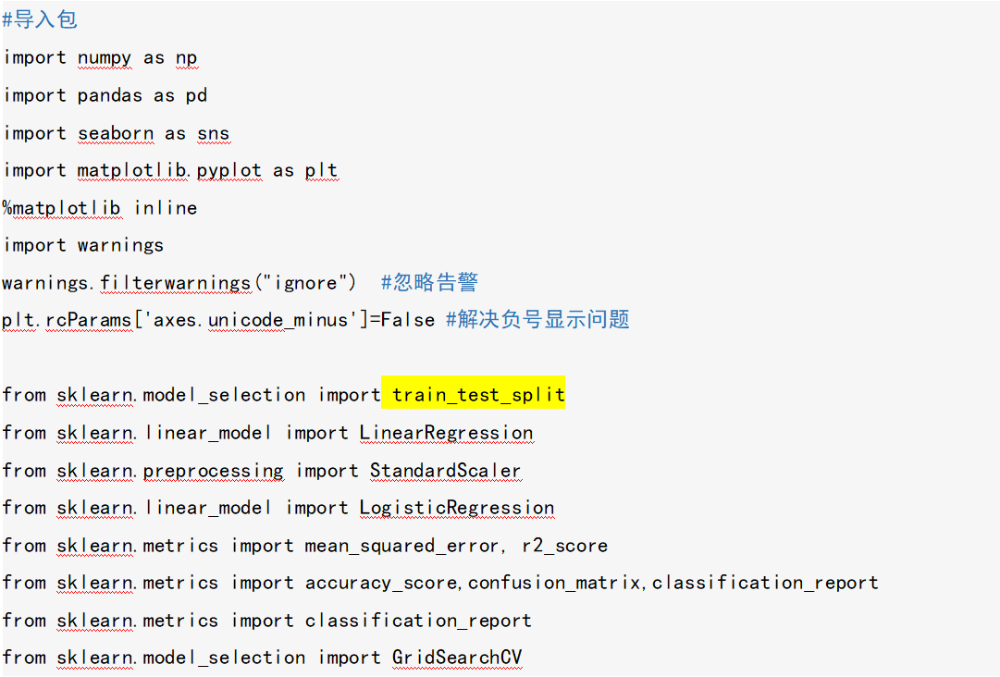 #导入包
import numpy as np
import pandas as pd
import seaborn as sns
import matplotlib.pyplot as plt
%matplotlib inline
import warnings
warnings.filterwarnings("ignore")  #忽略告警
plt.rcParams['axes.unicode_minus']=False #解决负号显示问题
from sklearn.model_selection import train_test_split
from sklearn.linear_model import LinearRegression
from sklearn.preprocessing import StandardScaler
from sklearn.linear_model import LogisticRegression
from sklearn.metrics import mean_squared_error, r2_score
from sklearn.metrics import accuracy_score,confusion_matrix,classification_report
from sklearn.metrics import classification_report
from sklearn.model_selection import GridSearchCV